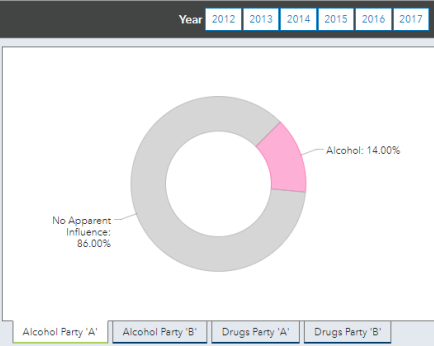 Year 2012 2013 2014 2015 2016 2017
Alcohol: 14.00%
No Apparent
Influence:
86.00%
Alcohol Party 'A' Alcohol Party 'B' Drugs Party 'A' Drugs Party 'B'